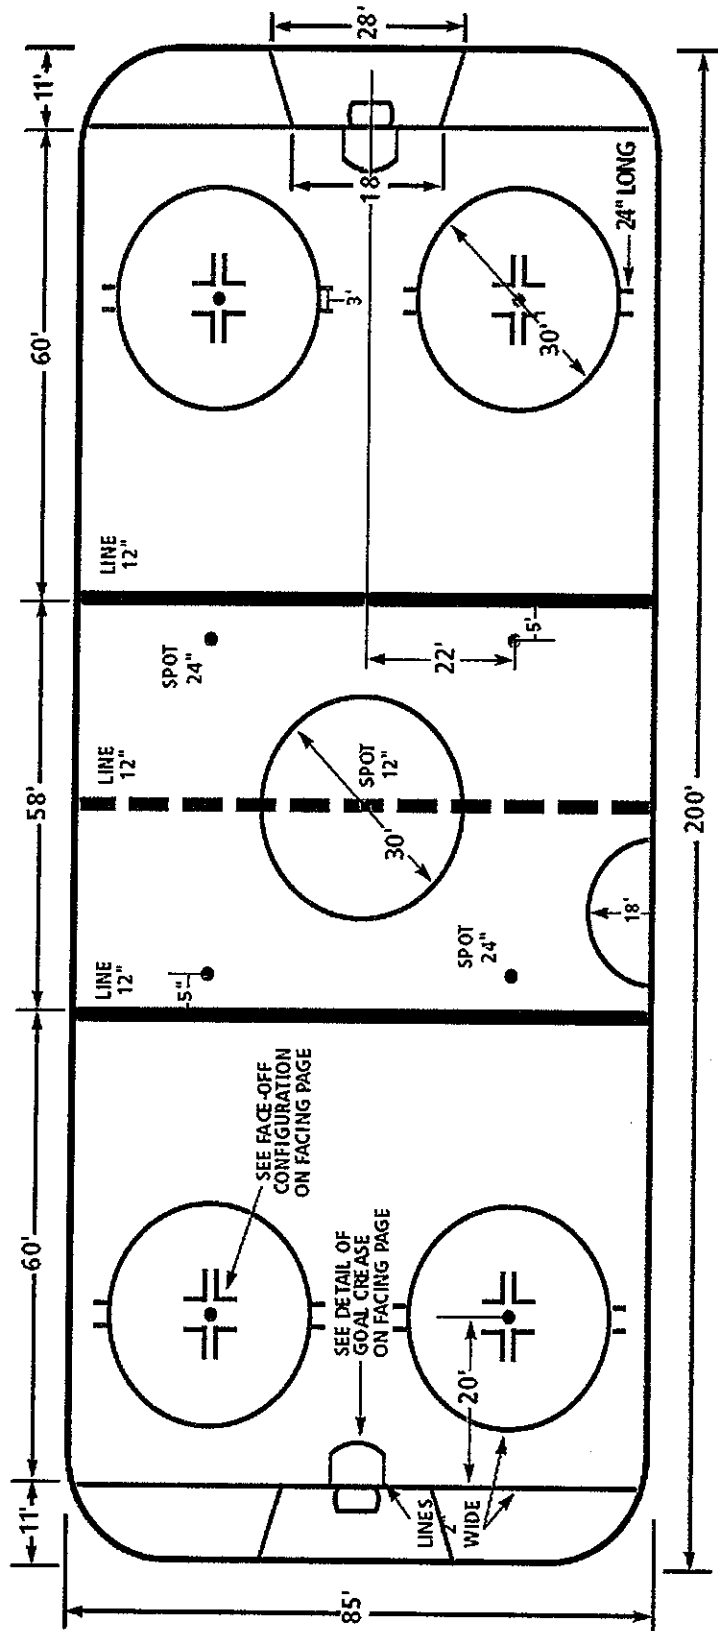 11'
60'
58'
60'
11'
LINE
12"
LINE
12"
LINE
12"
5"
SPOT
24"
SEE FACE-OFF
CONFIGURATION
ON FACING PAGE
3'
28'
18
SPOT
12"
30'
22'
5'
SEE DETAIL OF
GOAL CREASE
ON FACING PAGE
SPOT
24"
20'
30'
LINES
2"
WIDE
18'
24" LONG
85'
200'